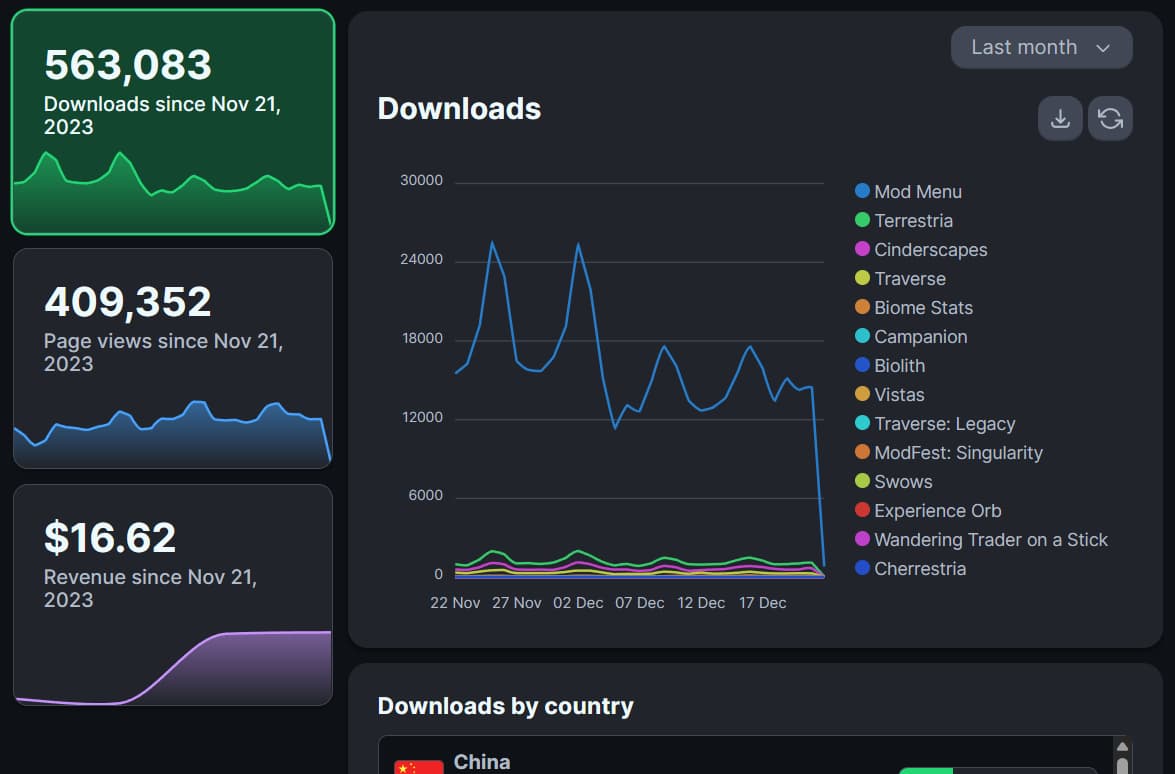 563,083
Downloads since Nov 21,
2023
409,352
Page views since Nov 21,
2023
$16.62
Revenue since Nov 21,
2023
Last month
Downloads
30000
24000
18000
12000
6000
0
22 Nov
27 Nov
02 Dec
07 Dec
12 Dec
17 Dec
Mod Menu
Terrestria
Cinderscapes
Traverse
Biome Stats
Campanion
Biolith
Vistas
Traverse: Legacy
ModFest: Singularity
Swows
Experience Orb
Wandering Trader on a Stick
Cherrestria
Downloads by country
China